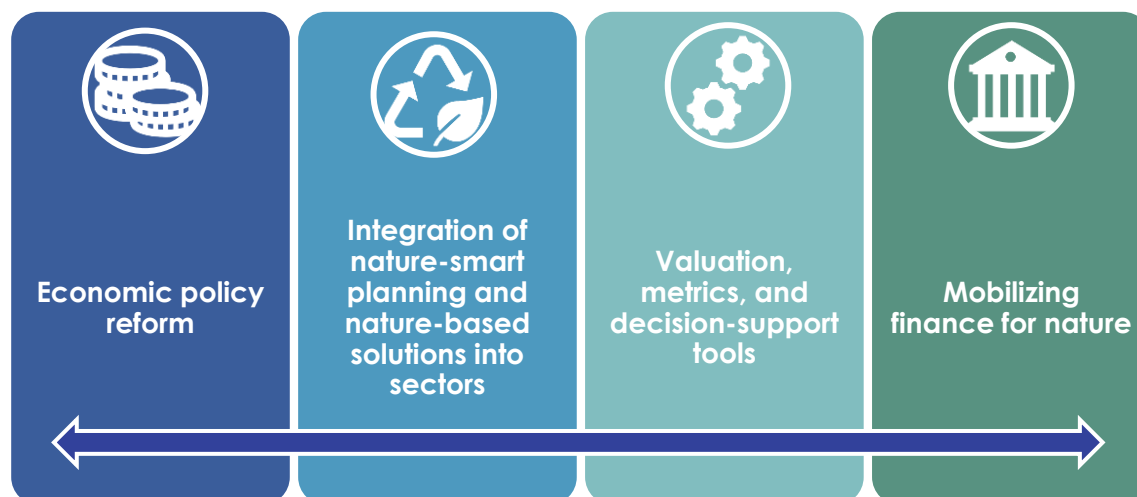 Economic policy
reform
Integration of
nature-smart
planning and
nature-based
solutions into
sectors
Valuation,
metrics, and
decision-support
tools
Mobilizing
finance for nature